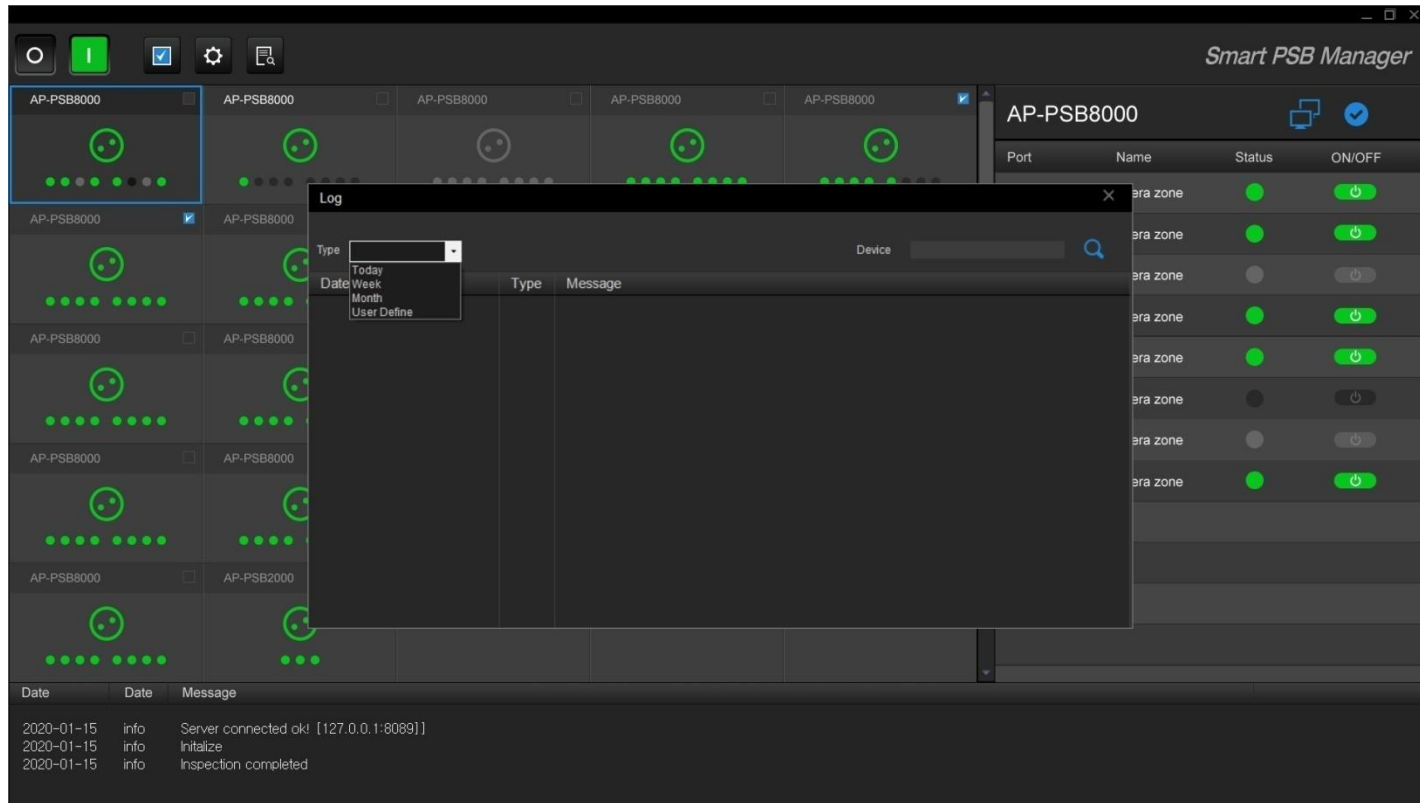 Smart PSB Manager
AP-PSB8000
AP-PSB8000
AP-PSB8000
AP-PSB8000
AP-PSB8000
AP-PSB8000
AP-PSB8000
AP-PSB8000
AP-PSB8000
AP-PSB8000
AP-PSB8000
AP-PSB8000
AP-PSB2000
Log
Type
Device
Today
Week
Month
User Define
Date
Type
Message
AP-PSB8000
Port
Name
Status
ON/OFF
era zone
era zone
era zone
era zone
era zone
era zone
era zone
era zone
Date Date Message
2020-01-15 info Server connected ok! [127.0.0.1:8089]]
2020-01-15 info Initalize
2020-01-15 info Inspection completed